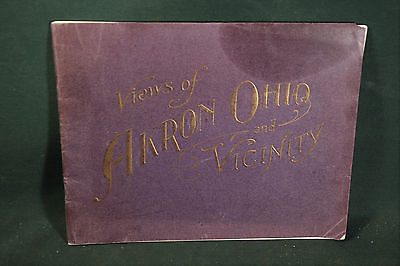 Views of
AKRON OHIO
and
VICINITY